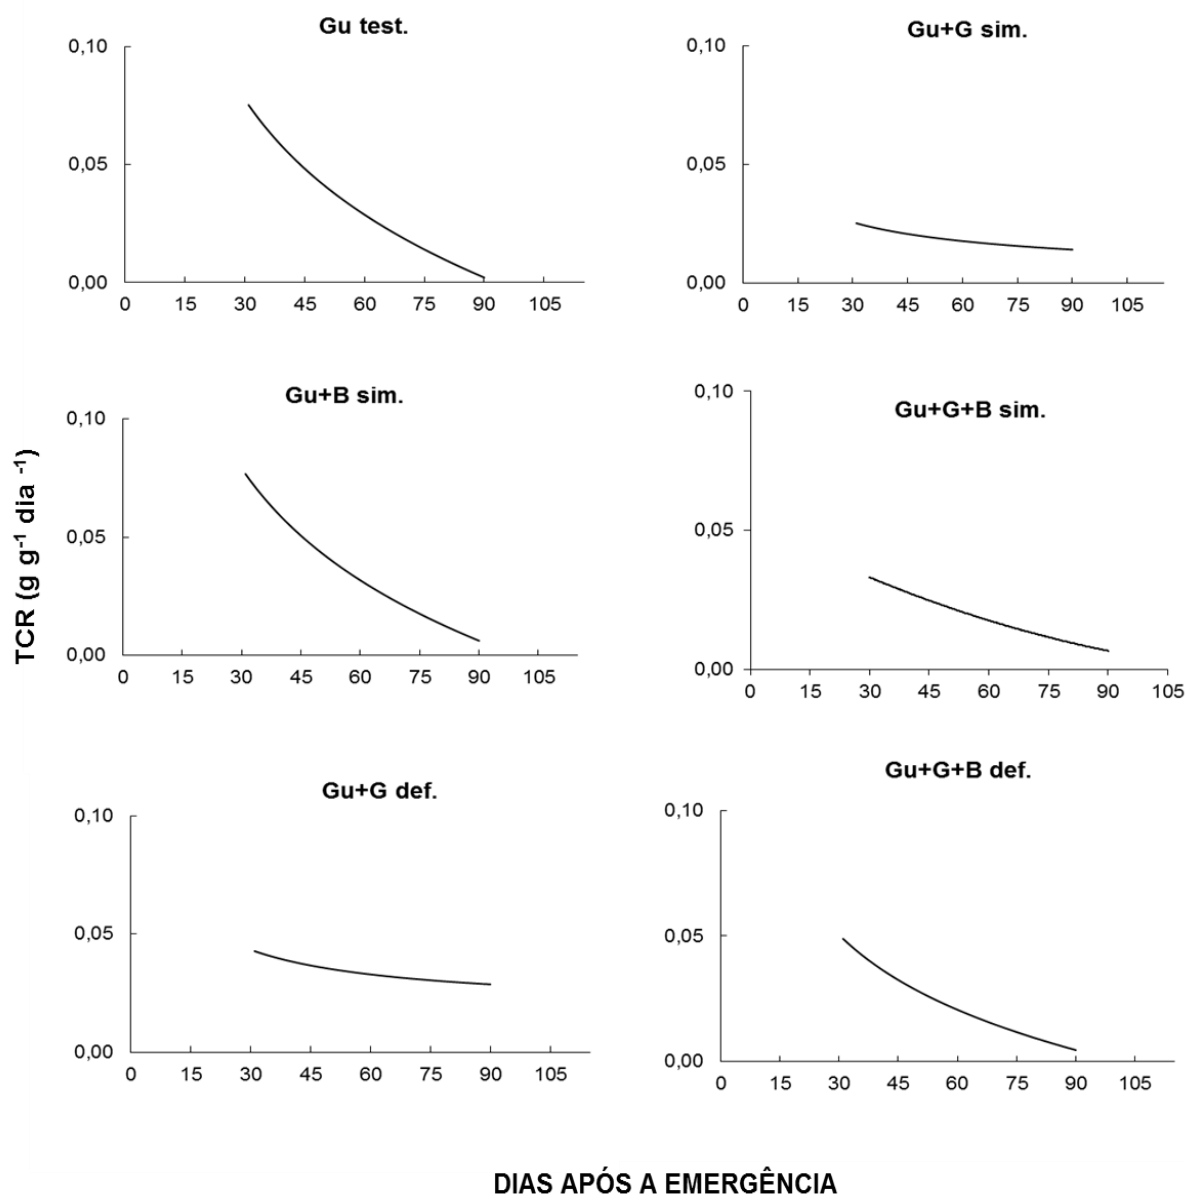 Gu test.
0,10
0,05
0,00
0 15 30 45 60 75 90 105
Gu+G sim.
0,10
0,05
0,00
0 15 30 45 60 75 90 105
Gu+B sim.
0,10
0,05
0,00
0 15 30 45 60 75 90 105
Gu+G+B sim.
0,10
0,05
0,00
0 15 30 45 60 75 90 105
TCR (g g⁻¹ dia ⁻¹)
Gu+G def.
0,10
0,05
0,00
0 15 30 45 60 75 90 105
Gu+G+B def.
0,10
0,05
0,00
0 15 30 45 60 75 90 105
DIAS APÓS A EMERGÊNCIA